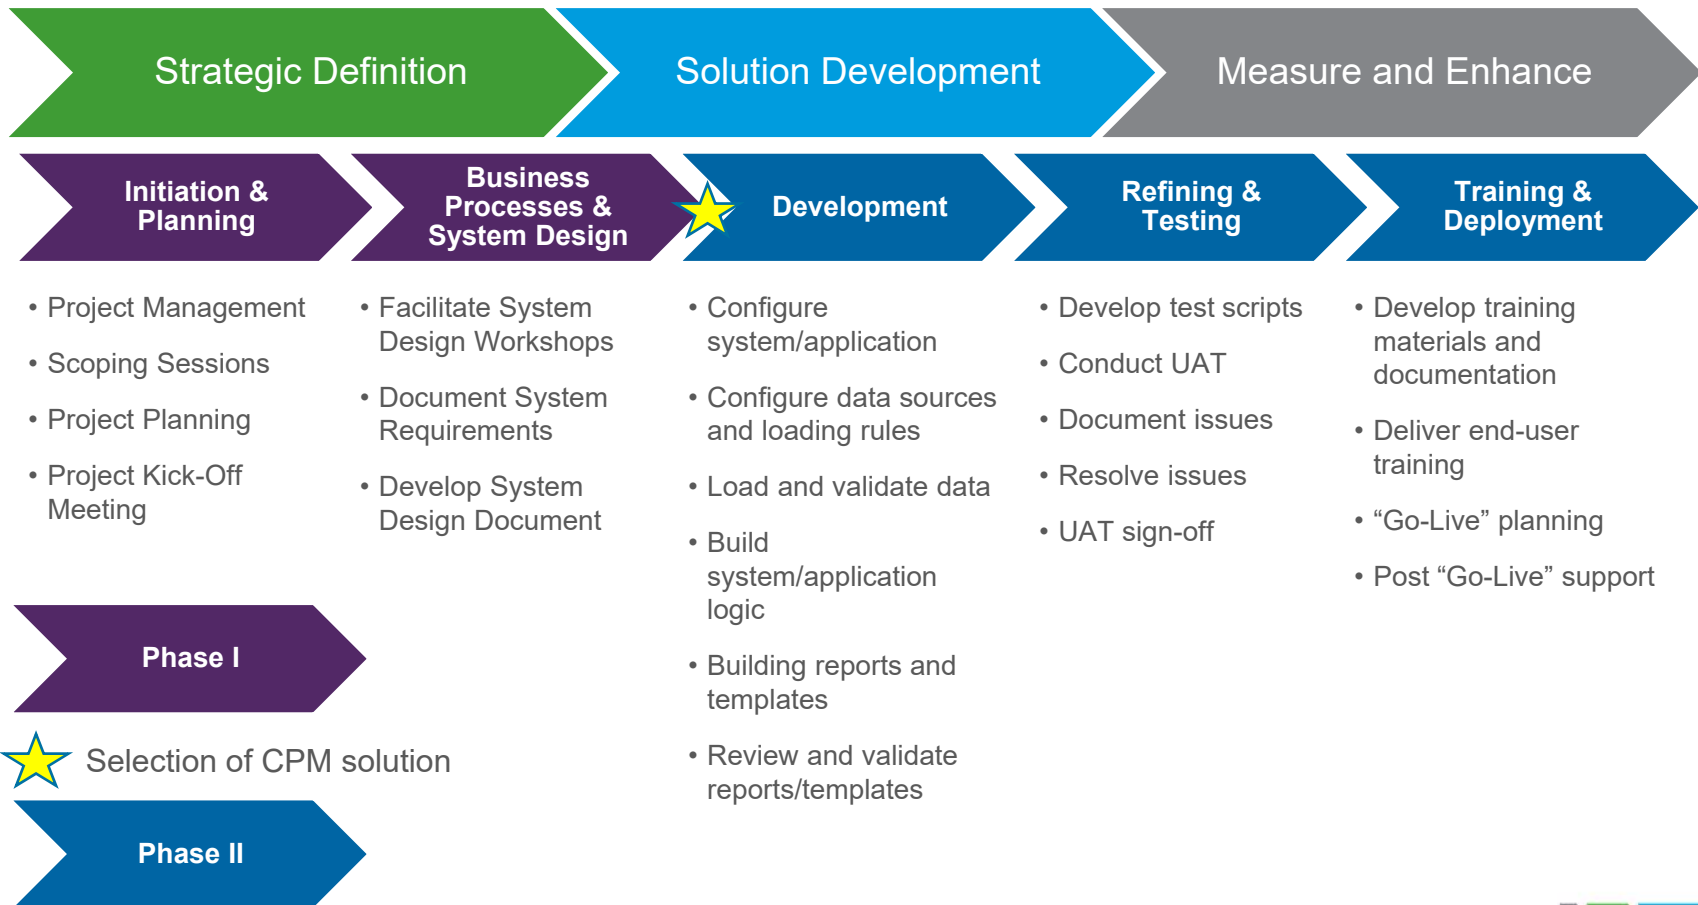 Strategic Definition
Solution Development
Measure and Enhance
Initiation &
Planning
Business
Processes &
System Design
Development
Refining &
Testing
Training &
Deployment
• Project Management
• Scoping Sessions
• Project Planning
• Project Kick-Off
Meeting
• Facilitate System
Design Workshops
• Document System
Requirements
• Develop System
Design Document
• Configure
system/application
• Configure data sources
and loading rules
• Load and validate data
• Build
system/application
logic
• Building reports and
templates
• Review and validate
reports/templates
• Develop test scripts
• Conduct UAT
• Document issues
• Resolve issues
• UAT sign-off
• Develop training
materials and
documentation
• Deliver end-user
training
• “Go-Live” planning
• Post “Go-Live” support
Phase I
Selection of CPM solution
Phase II